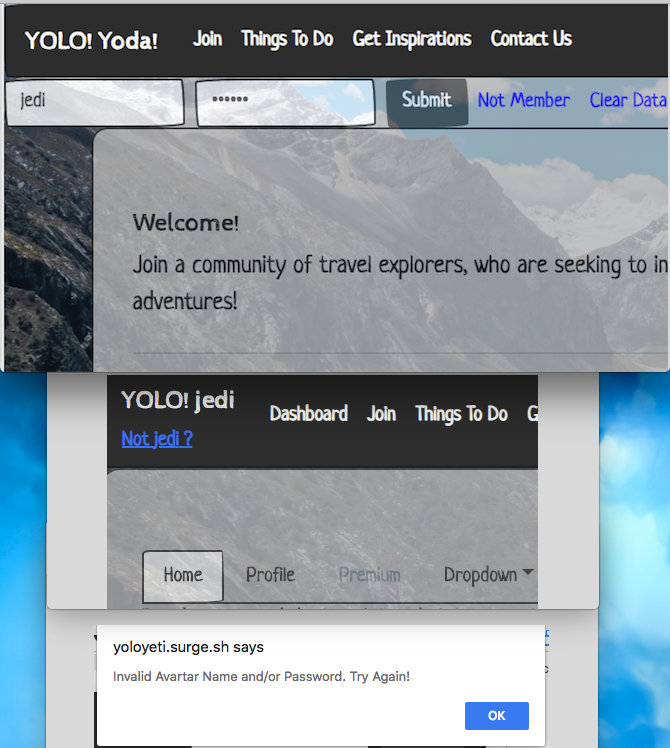 YOLO! Yoda! Join Things To Do Get Inspirations Contact Us
jedi •••••• Submit Not Member Clear Data
Welcome!
Join a community of travel explorers, who are seeking to in
adventures!
YOLO! jedi Dashboard Join Things To Do G
Not jedi ?
Home Profile Premium Dropdown
yoloyeti.surge.sh says
Invalid Avartar Name and/or Password. Try Again!
OK